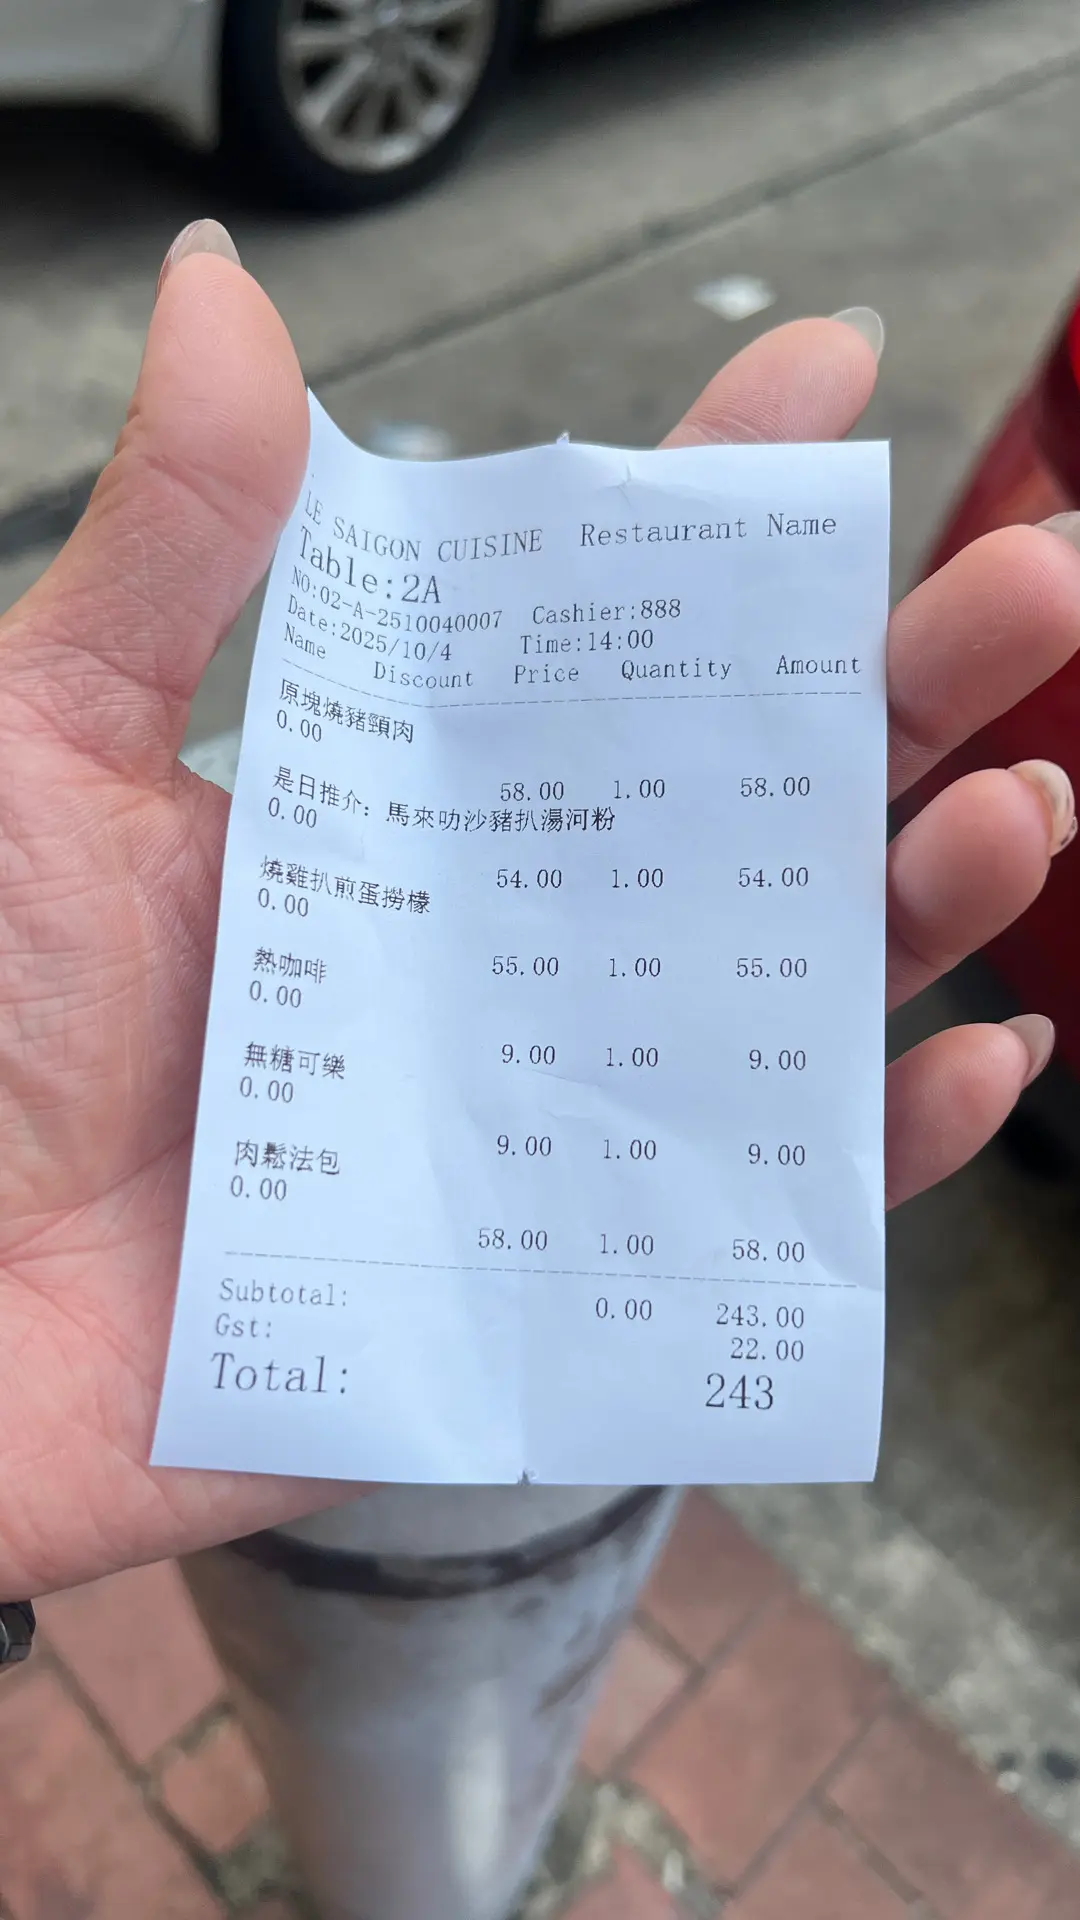 LE SAIGON CUISINE Restaurant Name
Table:2A
NO:02-A-2510040007 Cashier:888
Date:2025/10/4 Time:14:00
Name Discount Price Quantity Amount
原塊燒豬頸肉
0.00
58.00 1.00 58.00
是日推介：馬來叻沙豬扒湯河粉
0.00
54.00 1.00 54.00
燒雞扒煎蛋撈檬
0.00
55.00 1.00 55.00
熱咖啡
0.00
9.00 1.00 9.00
無糖可樂
0.00
9.00 1.00 9.00
肉鬆法包
0.00
58.00 1.00 58.00
Subtotal: 0.00 243.00
Gst: 22.00
Total: 243